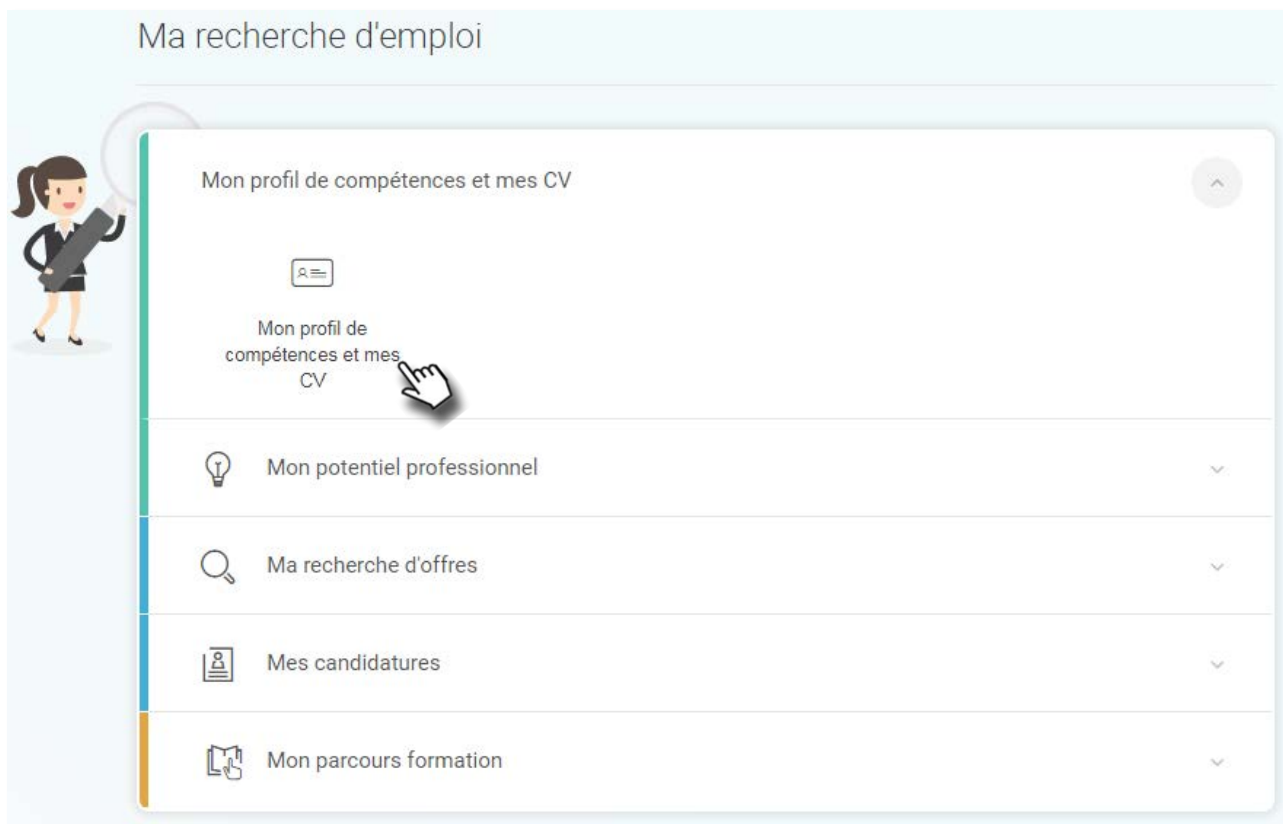 Ma recherche d'emploi
Mon profil de compétences et mes CV
Mon profil de
compétences et mes
CV
Mon potentiel professionnel
Ma recherche d'offres
Mes candidatures
Mon parcours formation